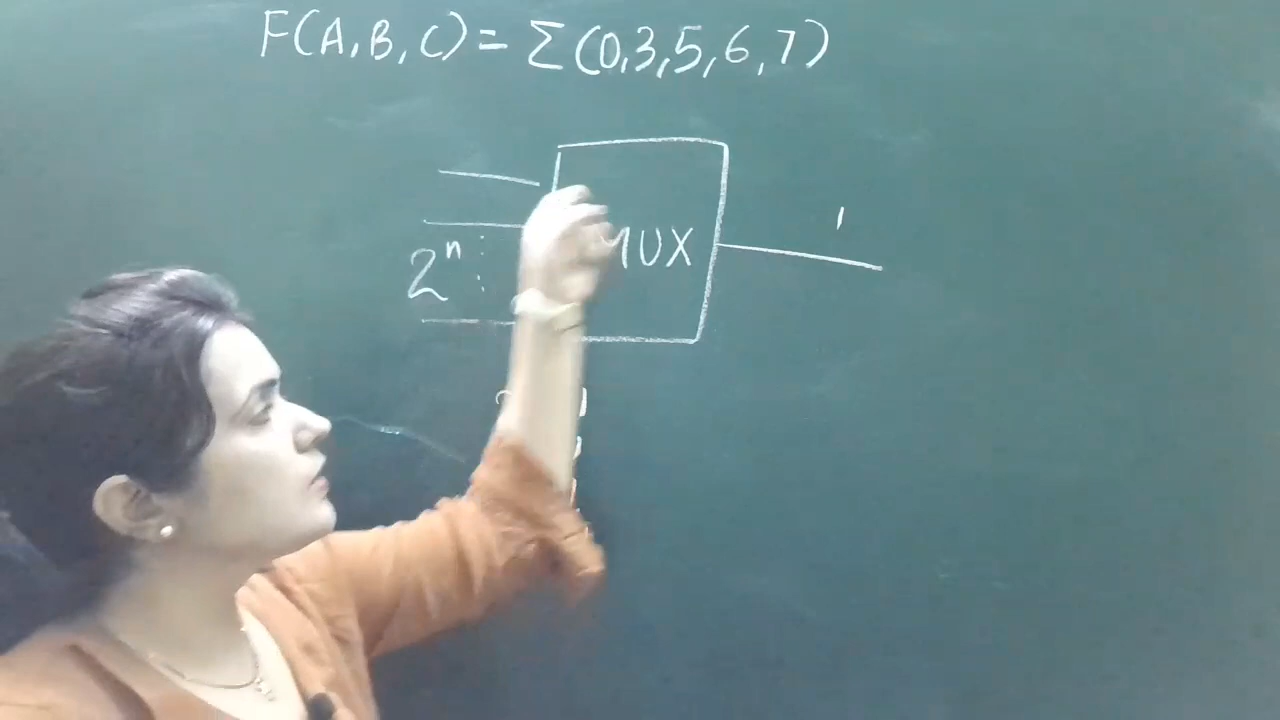 F(A,B,C) = Σ(0,3,5,6,7)
1
MUX
2ⁿ